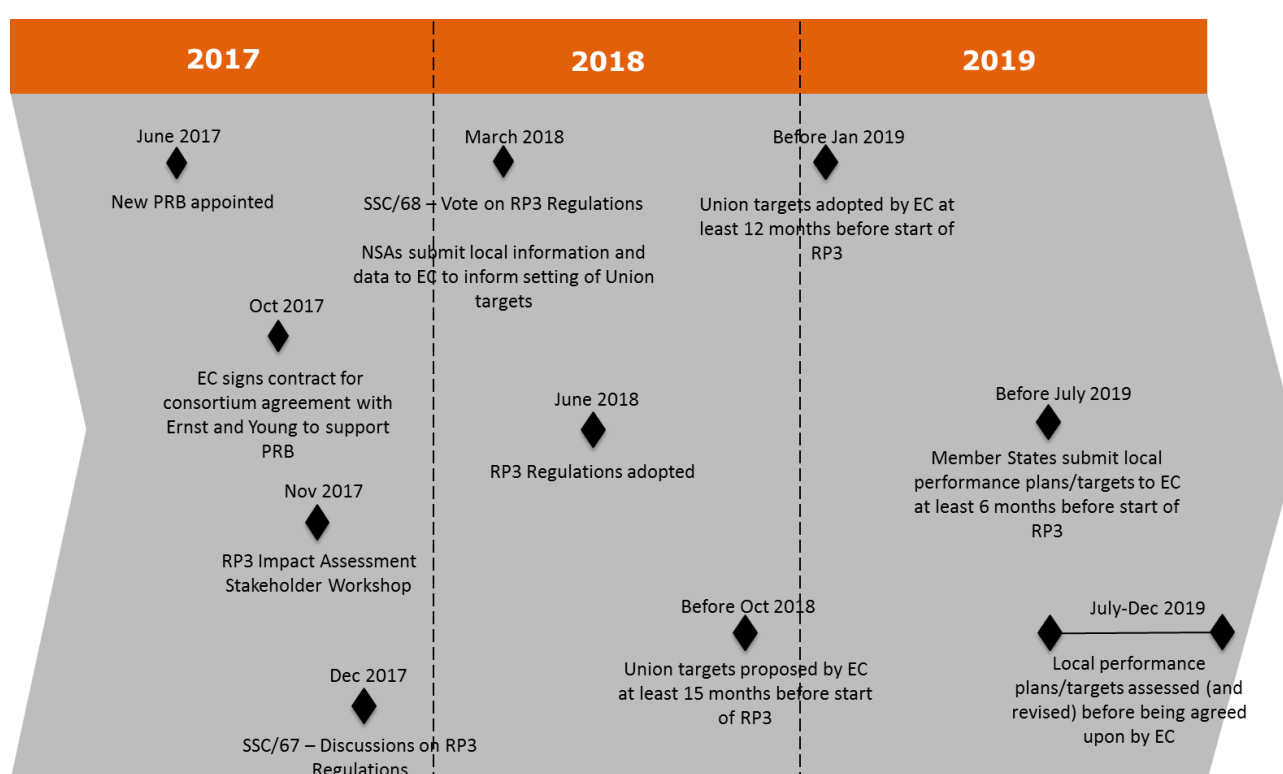 2017
2018
2019
June 2017
New PRB appointed
Oct 2017
EC signs contract for
consortium agreement with
Ernst and Young to support
PRB
Nov 2017
RP3 Impact Assessment
Stakeholder Workshop
Dec 2017
SSC/67 – Discussions on RP3
Regulations
March 2018
SSC/68 – Vote on RP3 Regulations
NSAs submit local information and
data to EC to inform setting of Union
targets
June 2018
RP3 Regulations adopted
Before Oct 2018
Union targets proposed by EC
at least 15 months before start
of RP3
Before Jan 2019
Union targets adopted by EC at
least 12 months before start of
RP3
Before July 2019
Member States submit local
performance plans/targets to EC
at least 6 months before start of
RP3
July-Dec 2019
Local performance
plans/targets assessed (and
revised) before being agreed
upon by EC